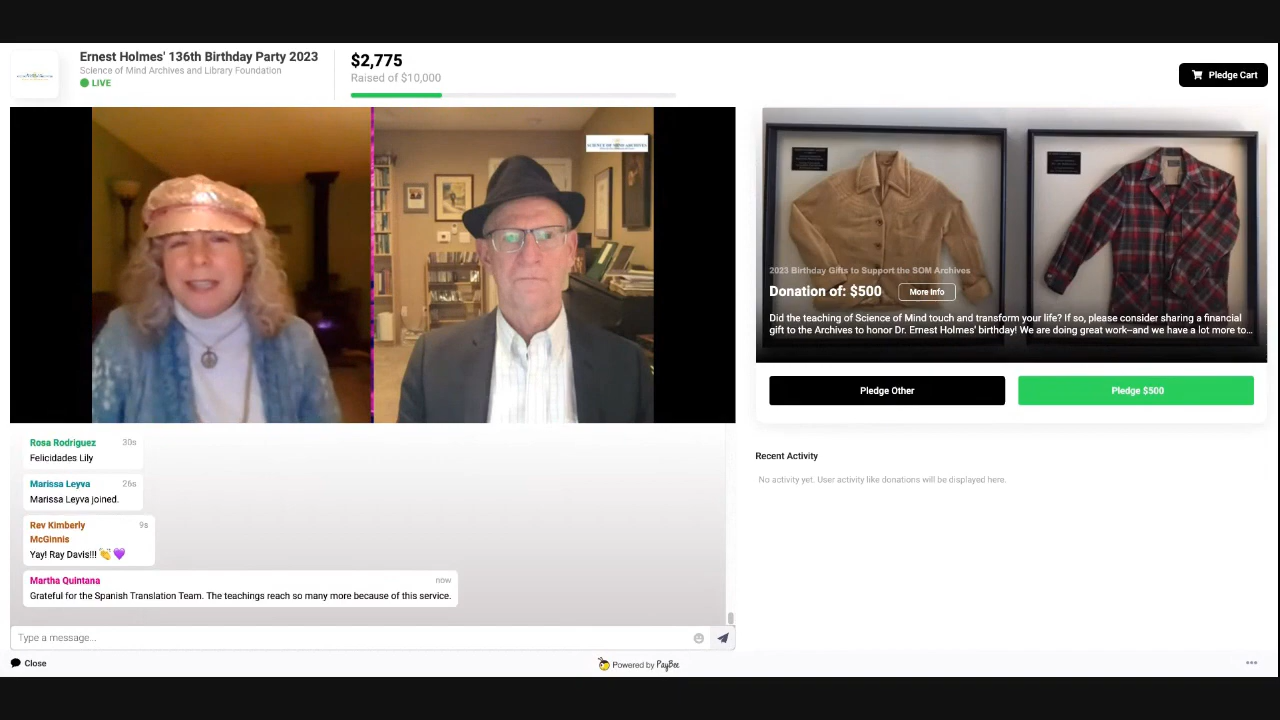 Ernest Holmes' 136th Birthday Party 2023
Science of Mind Archives and Library Foundation
LIVE
$2,775
Raised of $10,000
Pledge Cart
SCIENCE OF MIND ARCHIVES
2023 Birthday Gifts to Support the SOM Archives
Donation of: $500
More Info
Did the teaching of Science of Mind touch and transform your life? If so, please consider sharing a financial
gift to the Archives to honor Dr. Ernest Holmes' birthday! We are doing great work–and we have a lot more to...
Pledge Other
Pledge $500
Rosa Rodriguez 30s
Felicidades Lily
Marissa Leyva 26s
Marissa Leyva joined.
Rev Kimberly 9s
McGinnis
Yay! Ray Davis!!! 👏 💜
Martha Quintana now
Grateful for the Spanish Translation Team. The teachings reach so many more because of this service.
Recent Activity
No activity yet. User activity like donations will be displayed here.
Type a message...
Close
Powered by PayBee